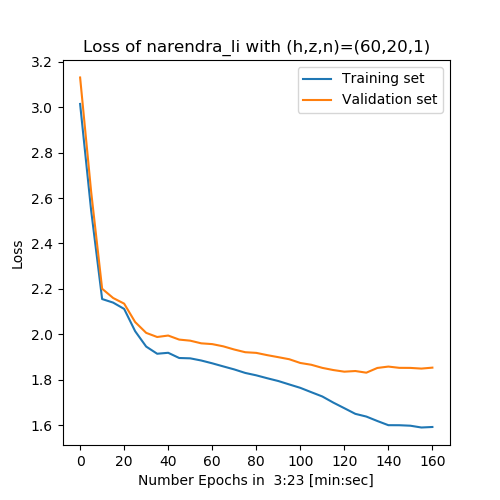 Loss of narendra_li with (h,z,n)=(60,20,1)
Training set
Validation set
Loss
3.2
3.0
2.8
2.6
2.4
2.2
2.0
1.8
1.6
0 20 40 60 80 100 120 140 160
Number Epochs in  3:23 [min:sec]